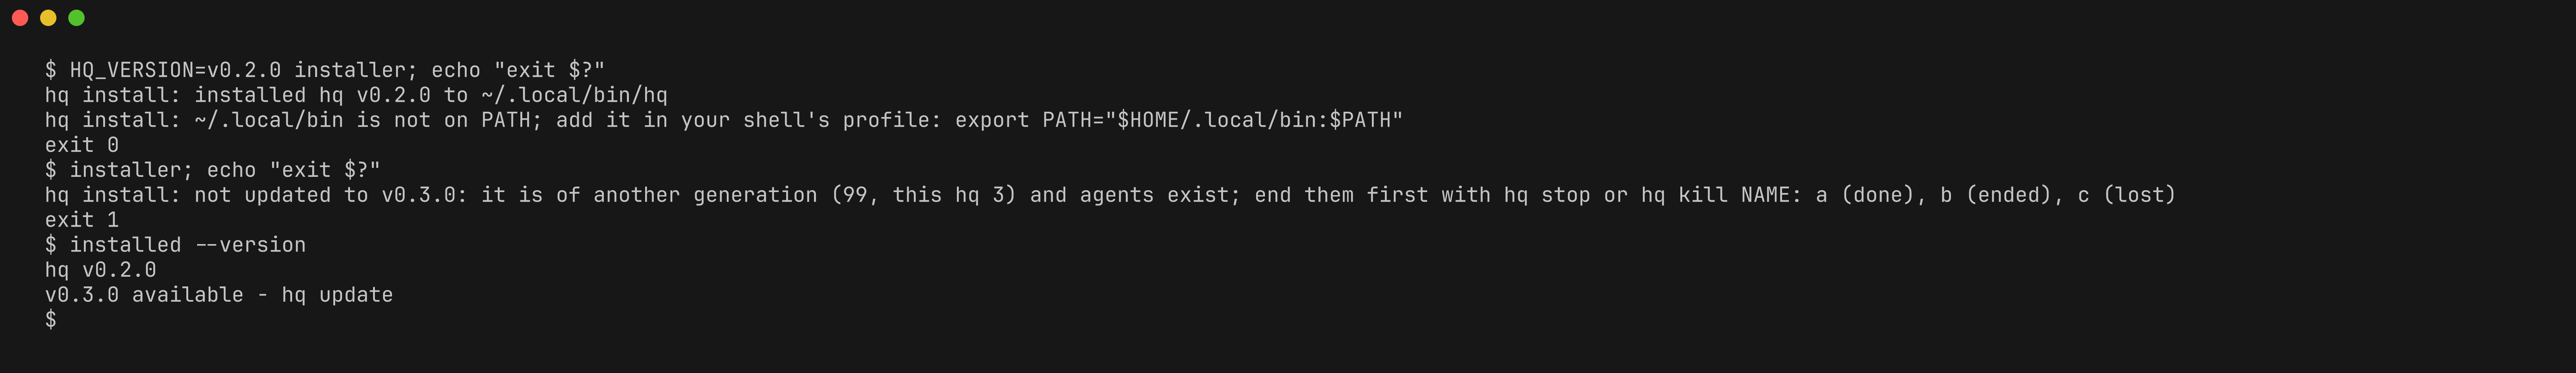 $ HQ_VERSION=v0.2.0 installer; echo "exit $?"
hq install: installed hq v0.2.0 to ~/.local/bin/hq
hq install: ~/.local/bin is not on PATH; add it in your shell's profile: export PATH="$HOME/.local/bin:$PATH"
exit 0
$ installer; echo "exit $?"
hq install: not updated to v0.3.0: it is of another generation (99, this hq 3) and agents exist; end them first with hq stop or hq kill NAME: a (done), b (ended), c (lost)
exit 1
$ installed --version
hq v0.2.0
v0.3.0 available - hq update
$